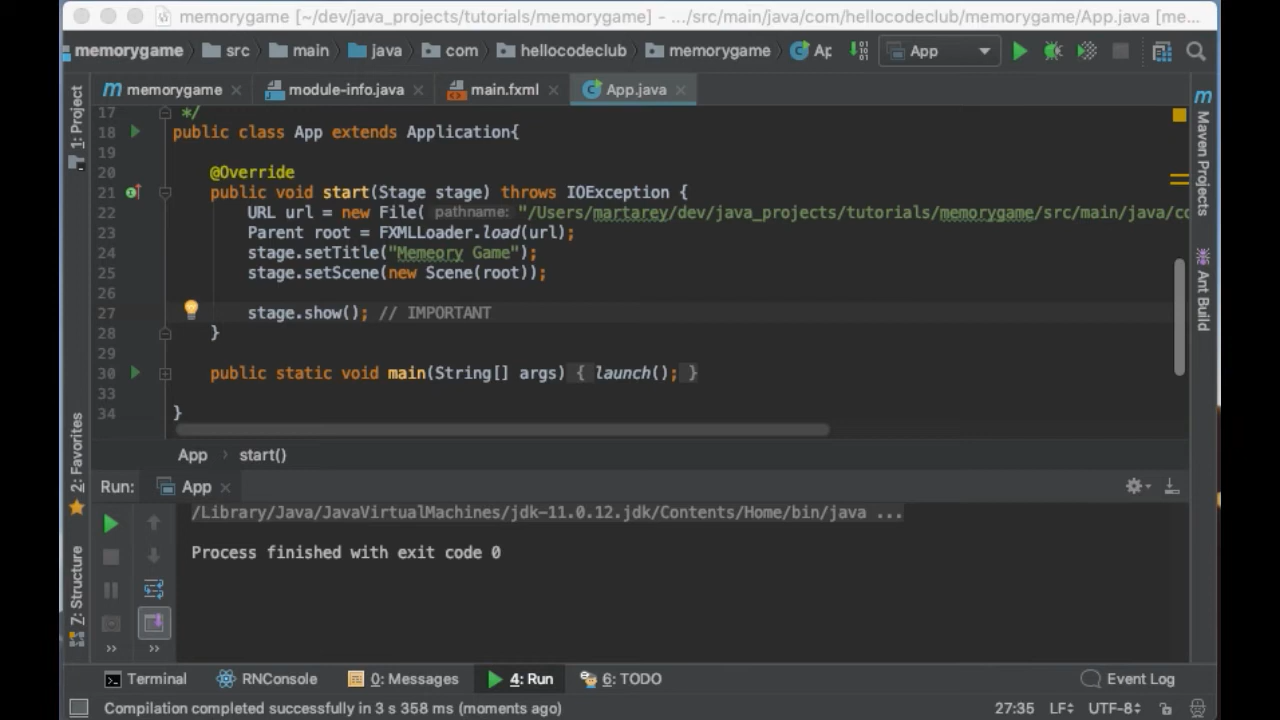 memorygame [~/dev/java_projects/tutorials/memorygame] – .../src/main/java/com/hellocodeclub/memorygame/App.java [me...
memorygame src main java com hellocodeclub memorygame Ap App
memorygame module-info.java main.fxml App.java
1: Project
2: Favorites
Z: Structure
Maven Projects
Ant Build
17 */
18 public class App extends Application{
19
20 @Override
21 public void start(Stage stage) throws IOException {
22 URL url = new File( pathname: "/Users/martarey/dev/java_projects/tutorials/memorygame/src/main/java/co
23 Parent root = FXMLLoader.load(url);
24 stage.setTitle("Memeory Game");
25 stage.setScene(new Scene(root));
26
27 stage.show(); // IMPORTANT
28 }
29
30 public static void main(String[] args) { launch(); }
33
34 }
App › start()
Run: App
/Library/Java/JavaVirtualMachines/jdk-11.0.12.jdk/Contents/Home/bin/java ...
Process finished with exit code 0
Terminal RNConsole 0: Messages 4: Run 6: TODO Event Log
Compilation completed successfully in 3 s 358 ms (moments ago) 27:35 LF UTF-8